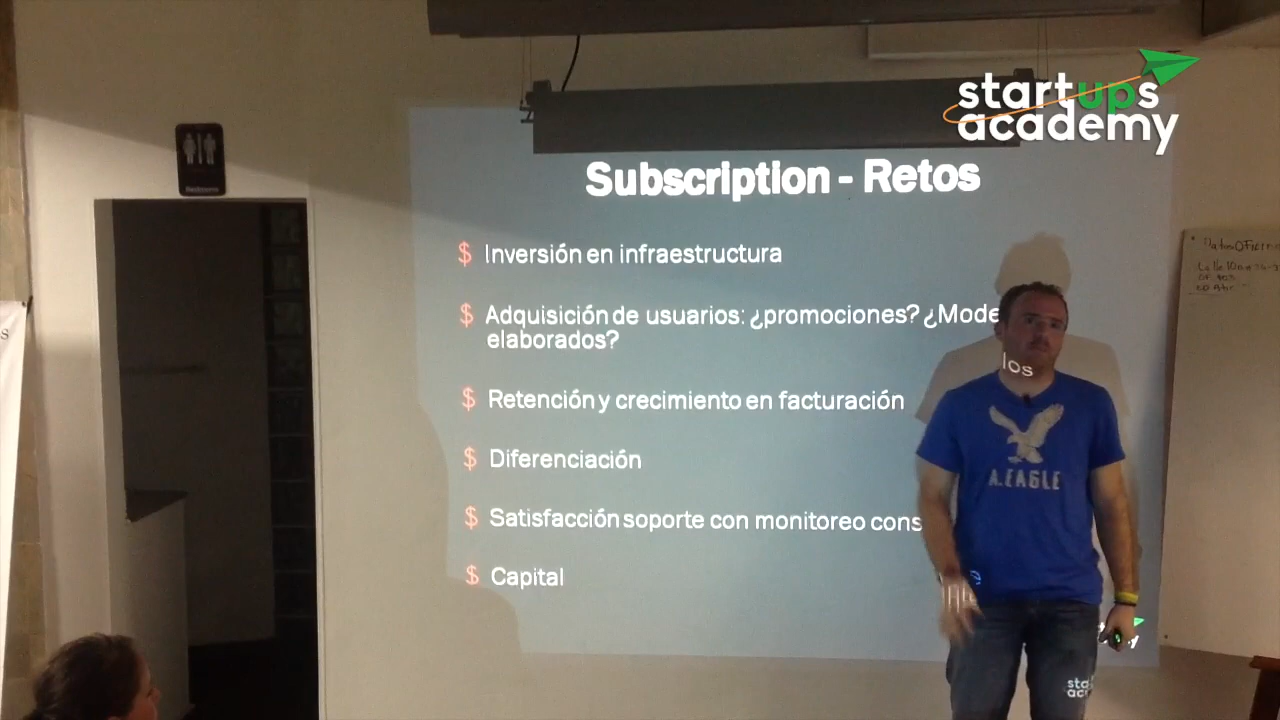 startups
academy
Restrooms
Subscription - Retos
$ Inversión en infraestructura
$ Adquisición de usuarios: ¿promociones? ¿Mode los
elaborados?
$ Retención y crecimiento en facturación
$ Diferenciación
$ Satisfacción soporte con monitoreo cons
$ Capital
A.EAGLE
s